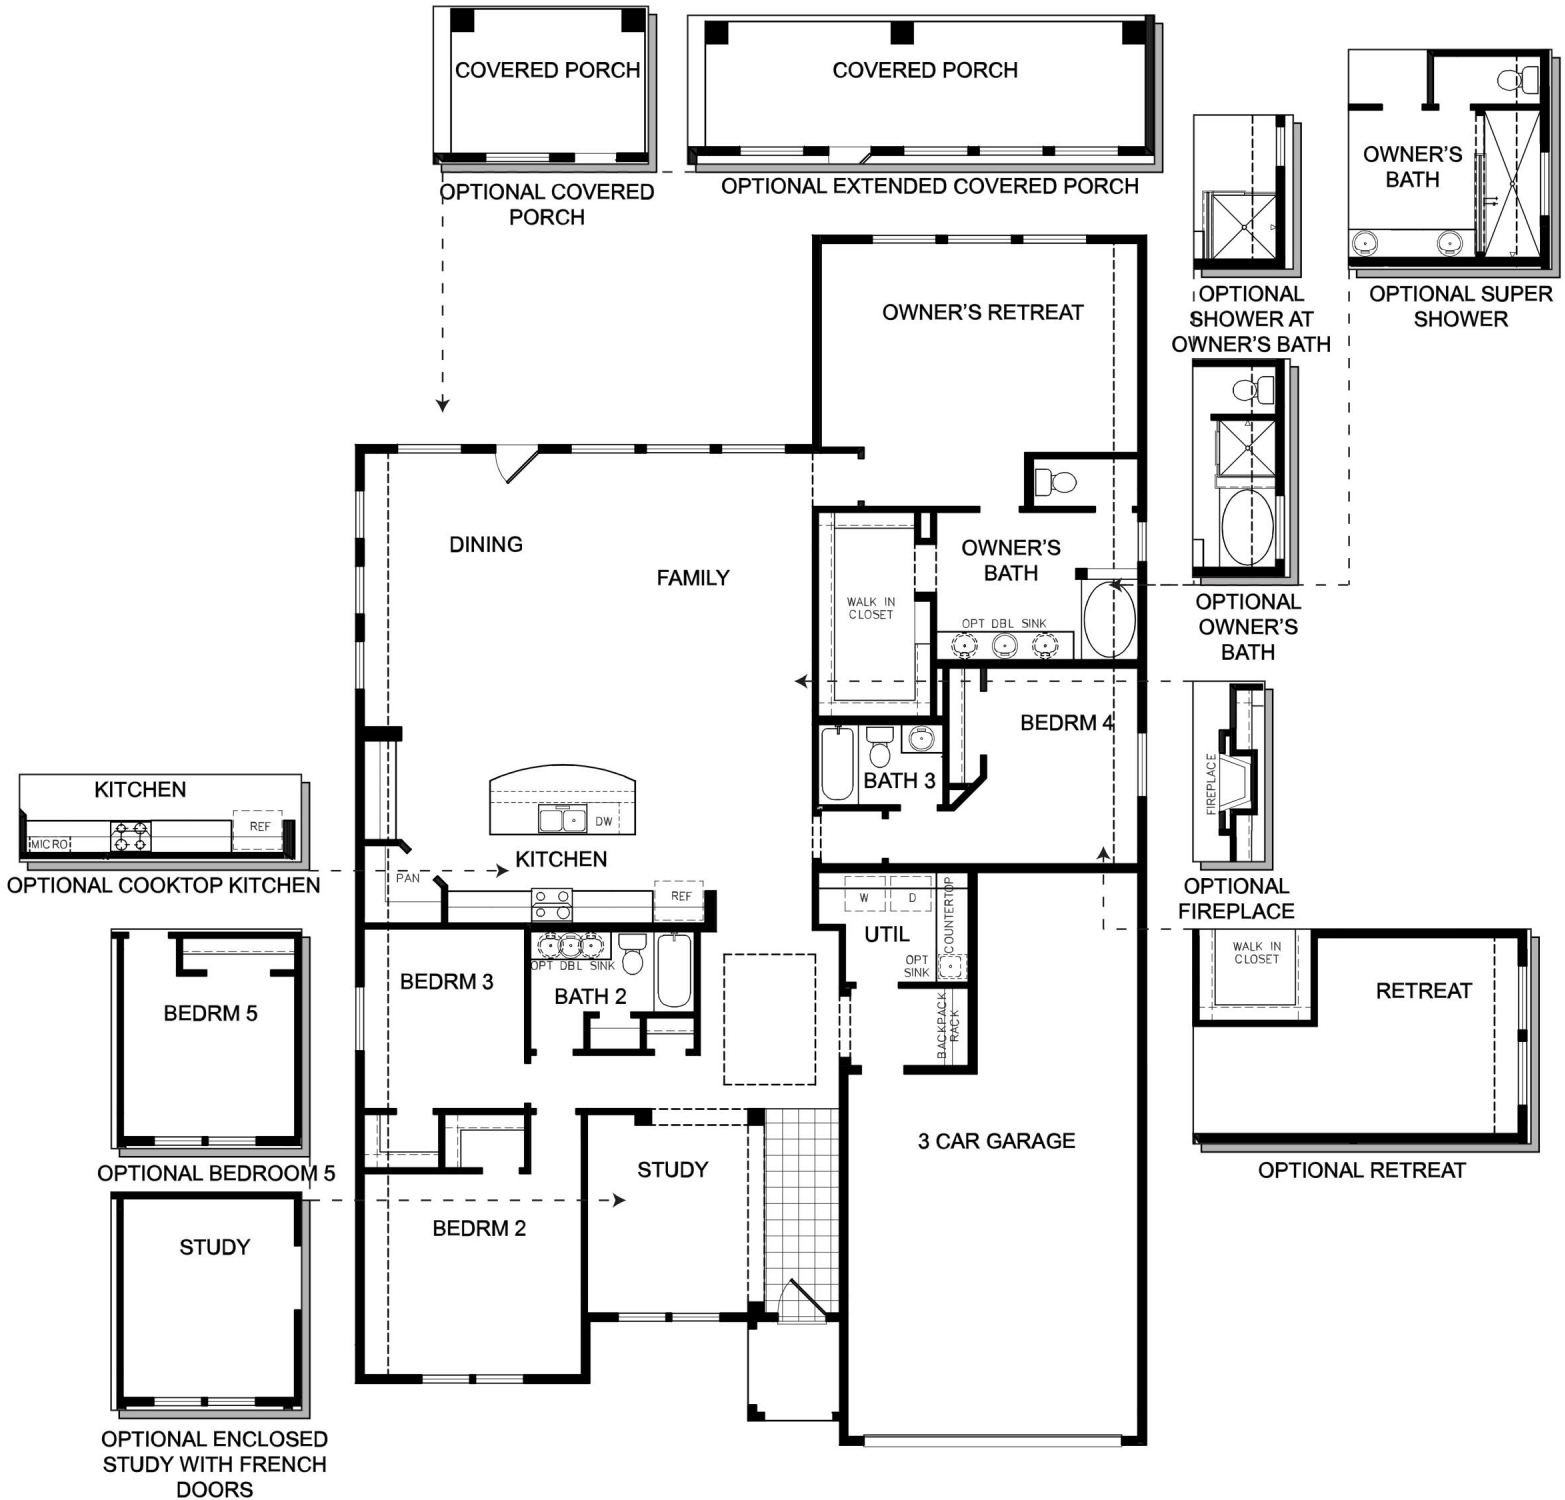 COVERED PORCH
OPTIONAL COVERED
PORCH
COVERED PORCH
OPTIONAL EXTENDED COVERED PORCH
OPTIONAL
SHOWER AT
OWNER'S BATH
OWNER'S
BATH
OPTIONAL SUPER
SHOWER
OWNER'S RETREAT
OPTIONAL
OWNER'S
BATH
DINING
FAMILY
OWNER'S
BATH
WALK IN
CLOSET
OPT DBL SINK
BEDRM 4
BATH 3
FIREPLACE
OPTIONAL
FIREPLACE
KITCHEN
MICRO
REF
OPTIONAL COOKTOP KITCHEN
DW
KITCHEN
PAN
REF
W
D
COUNTERTOP
UTIL
OPT
SINK
BACKPACK
RACK
WALK IN
CLOSET
RETREAT
OPTIONAL RETREAT
BEDRM 5
OPTIONAL BEDROOM 5
BEDRM 3
OPT DBL SINK
BATH 2
3 CAR GARAGE
STUDY
BEDRM 2
STUDY
OPTIONAL ENCLOSED
STUDY WITH FRENCH
DOORS